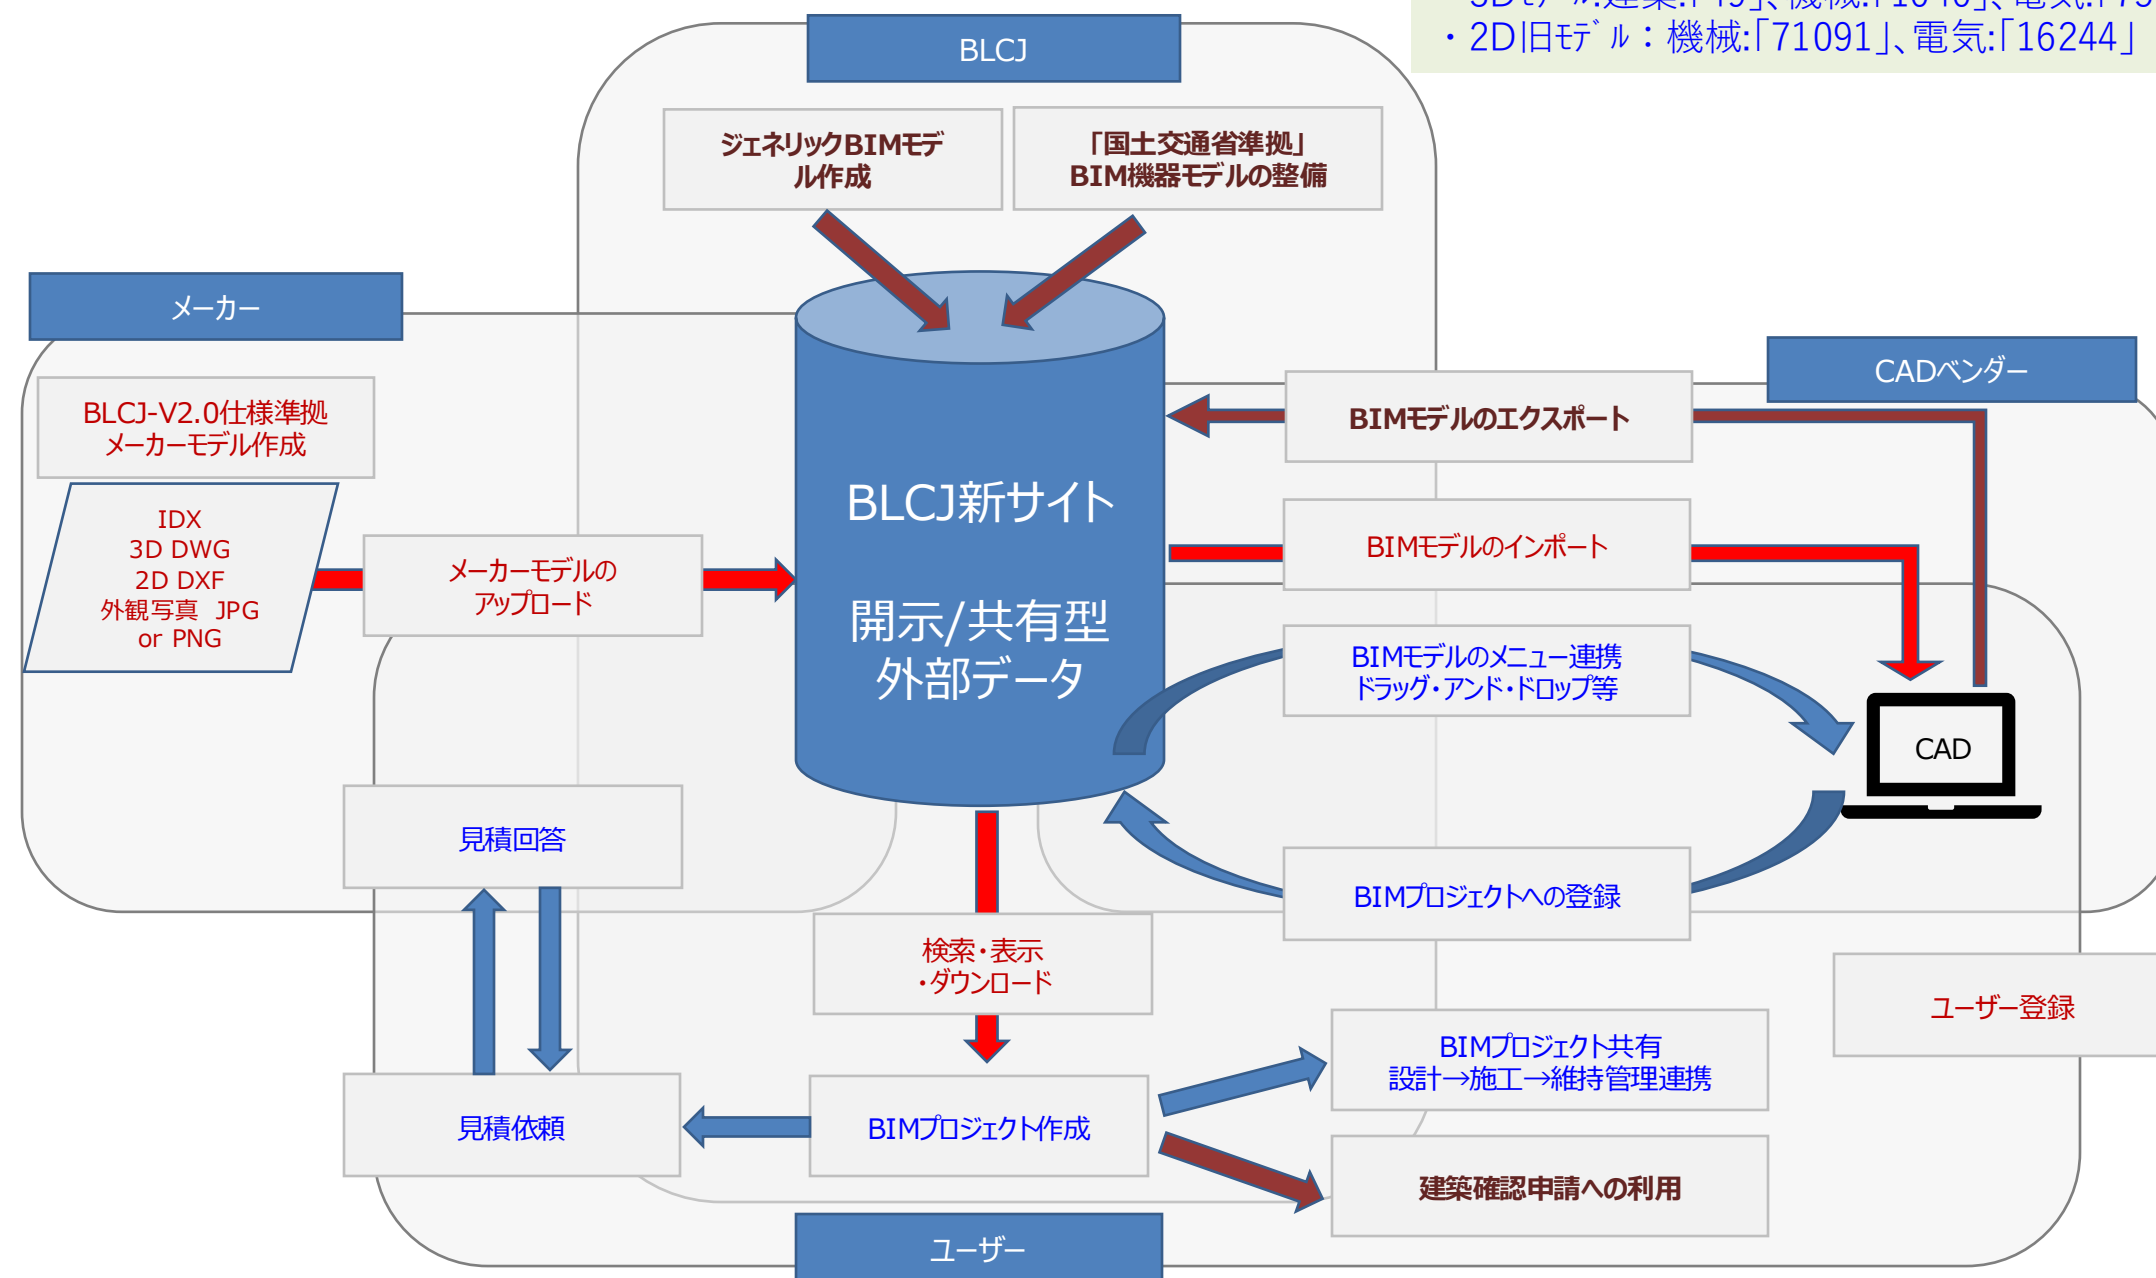 ・2D旧ﾓﾃﾞﾙ：機械:｢71091｣､電気:｢16244｣
BLCJ
ジェネリックBIMモデ
ル作成
「国土交通省準拠」
BIM機器モデルの整備
メーカー
CADベンダー
BLCJ-V2.0仕様準拠
メーカーモデル作成
BIMモデルのエクスポート
IDX
3D DWG
2D DXF
外観写真 JPG
or PNG
メーカーモデルの
アップロード
BLCJ新サイト
開示/共有型
外部データ
BIMモデルのインポート
BIMモデルのメニュー連携
ドラッグ・アンド・ドロップ等
CAD
見積回答
BIMプロジェクトへの登録
検索・表示
・ダウンロード
ユーザー登録
見積依頼
BIMプロジェクト作成
BIMプロジェクト共有
設計→施工→維持管理連携
建築確認申請への利用
ユーザー